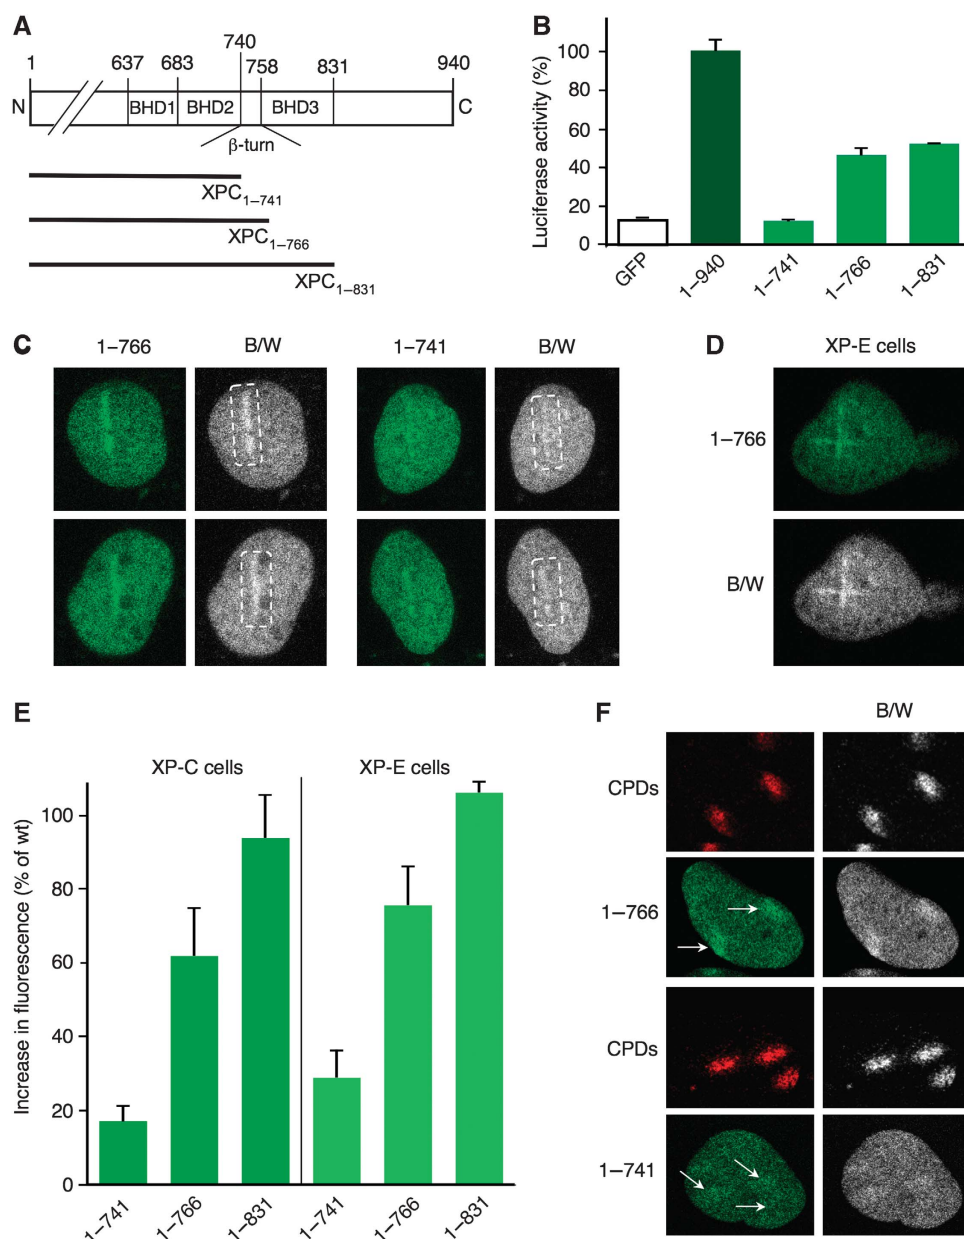 A
1 637 683 740 758 831 940
N BHD1 BHD2 BHD3 C
β-turn
XPC1–741
XPC1–766
XPC1–831
B
Luciferase activity (%)
100
80
60
40
20
0
GFP 1–940 1–741 1–766 1–831
C
1–766 B/W 1–741 B/W
D
XP-E cells
1–766
B/W
E
XP-C cells XP-E cells
Increase in fluorescence (% of wt)
100
80
60
40
20
0
1–741 1–766 1–831 1–741 1–766 1–831
F
B/W
CPDs
1–766
CPDs
1–741